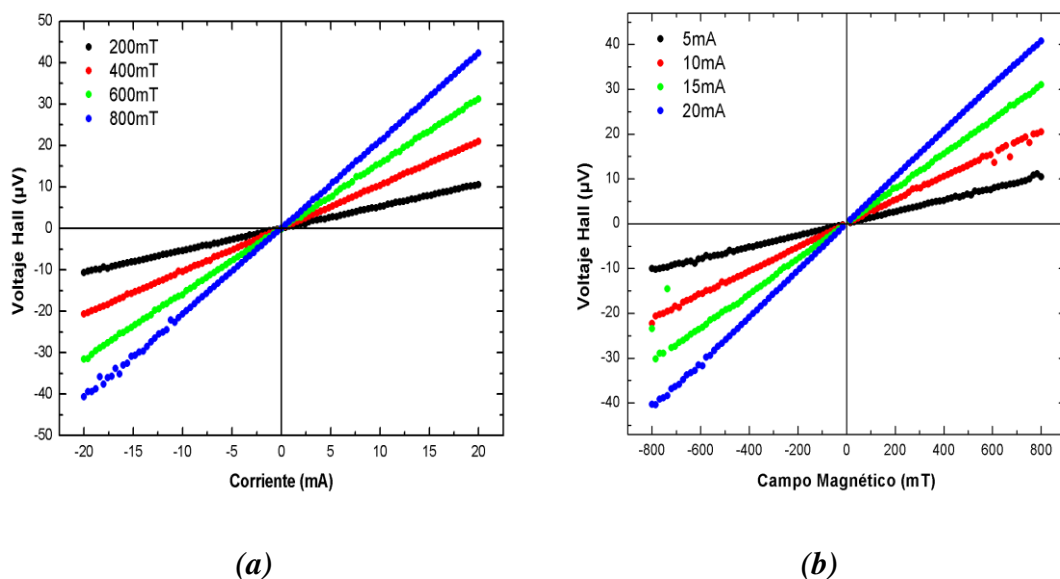 50
40
30
20
10
0
-10
-20
-30
-40
-50
Voltaje Hall (µV)
200mT
400mT
600mT
800mT
-20 -15 -10 -5 0 5 10 15 20
Corriente (mA)
(a)
40
30
20
10
0
-10
-20
-30
-40
Voltaje Hall (µV)
5mA
10mA
15mA
20mA
-800 -600 -400 -200 0 200 400 600 800
Campo Magnético (mT)
(b)